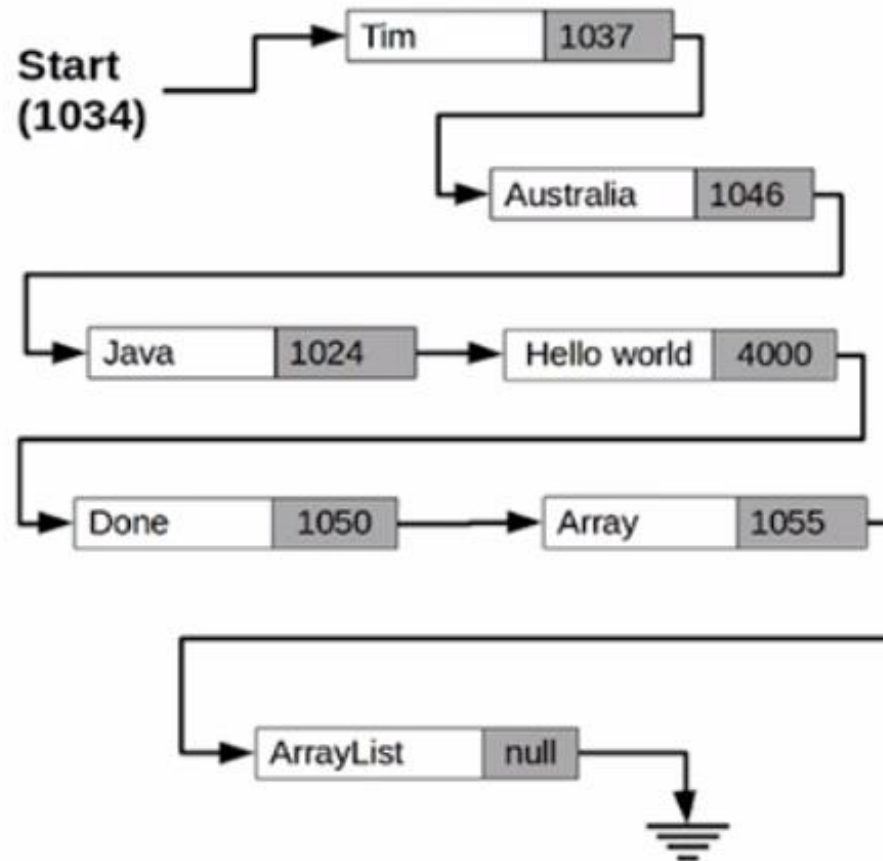 Start
(1034)
Tim 1037
Australia 1046
Java 1024 Hello world 4000
Done 1050 Array 1055
ArrayList null